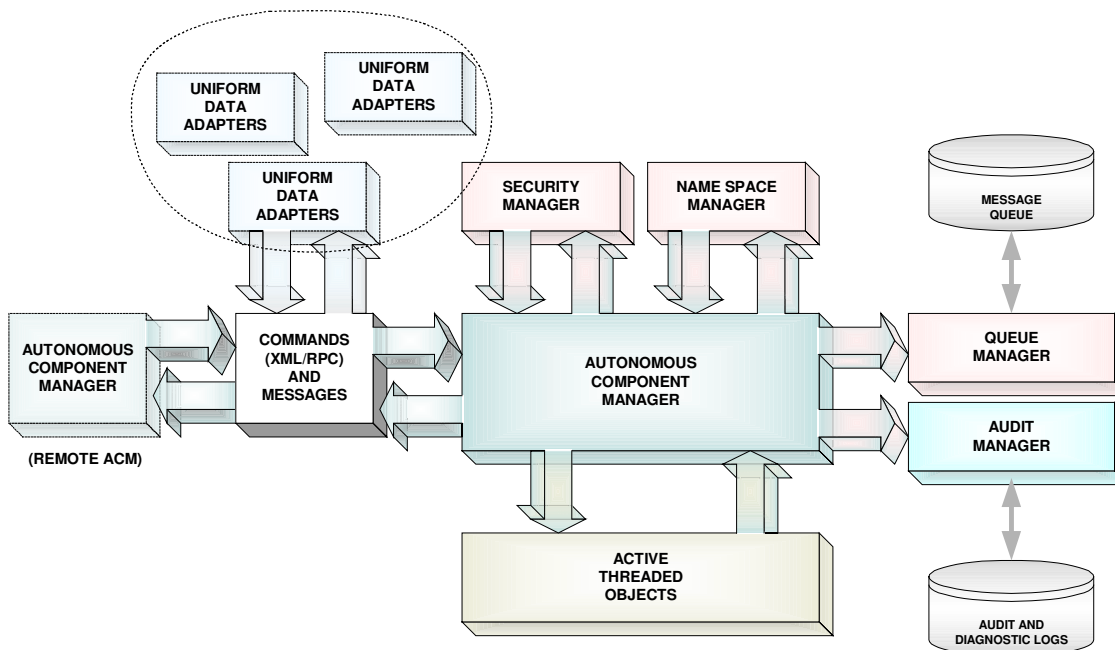 UNIFORM
DATA
ADAPTERS
UNIFORM
DATA
ADAPTERS
UNIFORM
DATA
ADAPTERS
SECURITY
MANAGER
NAME SPACE
MANAGER
MESSAGE
QUEUE
AUTONOMOUS
COMPONENT
MANAGER
(REMOTE ACM)
COMMANDS
(XML/RPC)
AND
MESSAGES
AUTONOMOUS
COMPONENT
MANAGER
QUEUE
MANAGER
AUDIT
MANAGER
ACTIVE
THREADED
OBJECTS
AUDIT AND
DIAGNOSTIC LOGS